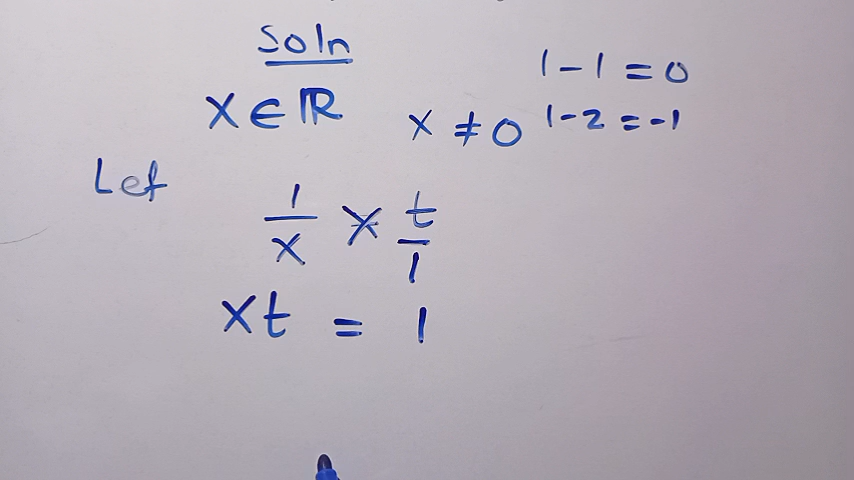 Soln
1 - 1 = 0
x ∈ ℝ x ≠ 0 1 - 2 = -1
Let
1/x × t/1
xt = 1